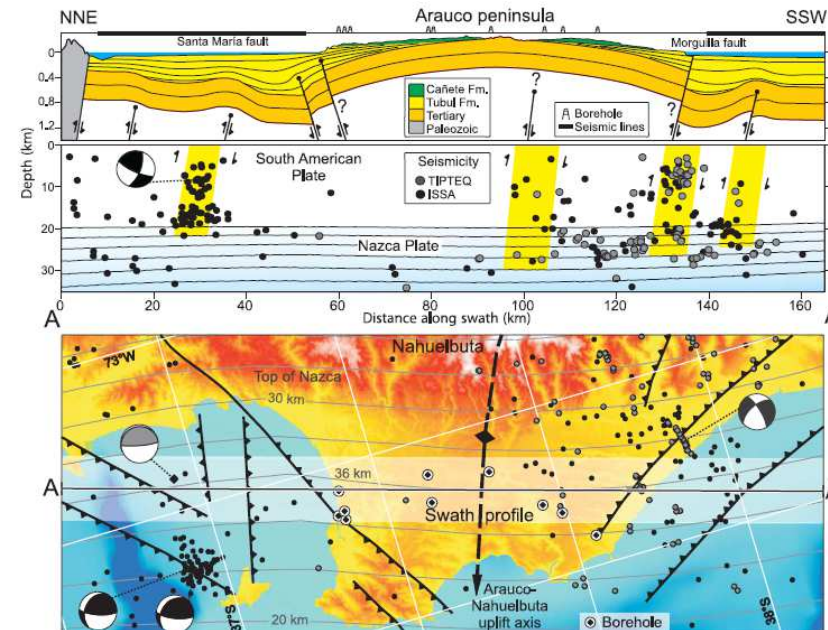 NNE
Arauco peninsula
SSW
Santa María fault
Morguilla fault
0
0.4
0.8
1.2
?
?
?
?
Cañete Fm.
Tubul Fm.
Tertiary
Paleozoic
Borehole
Seismic lines
Depth (km)
0
10
20
30
South American
Plate
Seismicity
TIPTEQ
ISSA
Nazca Plate
0
20
40
60
80
100
120
140
160
Distance along swath (km)
A
73°W
Nahuelbuta
Top of Nazca
30 km
36 km
A
Swath profile
Arauco-
Nahuelbuta
uplift axis
20 km
37°S
38°S
Borehole